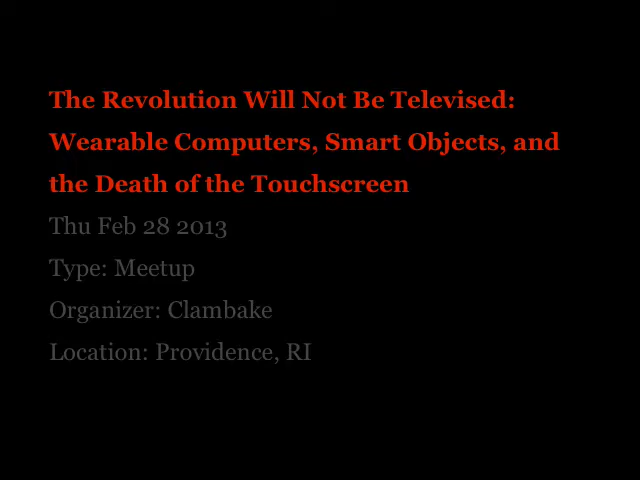 The Revolution Will Not Be Televised:
Wearable Computers, Smart Objects, and
the Death of the Touchscreen
Thu Feb 28 2013
Type: Meetup
Organizer: Clambake
Location: Providence, RI